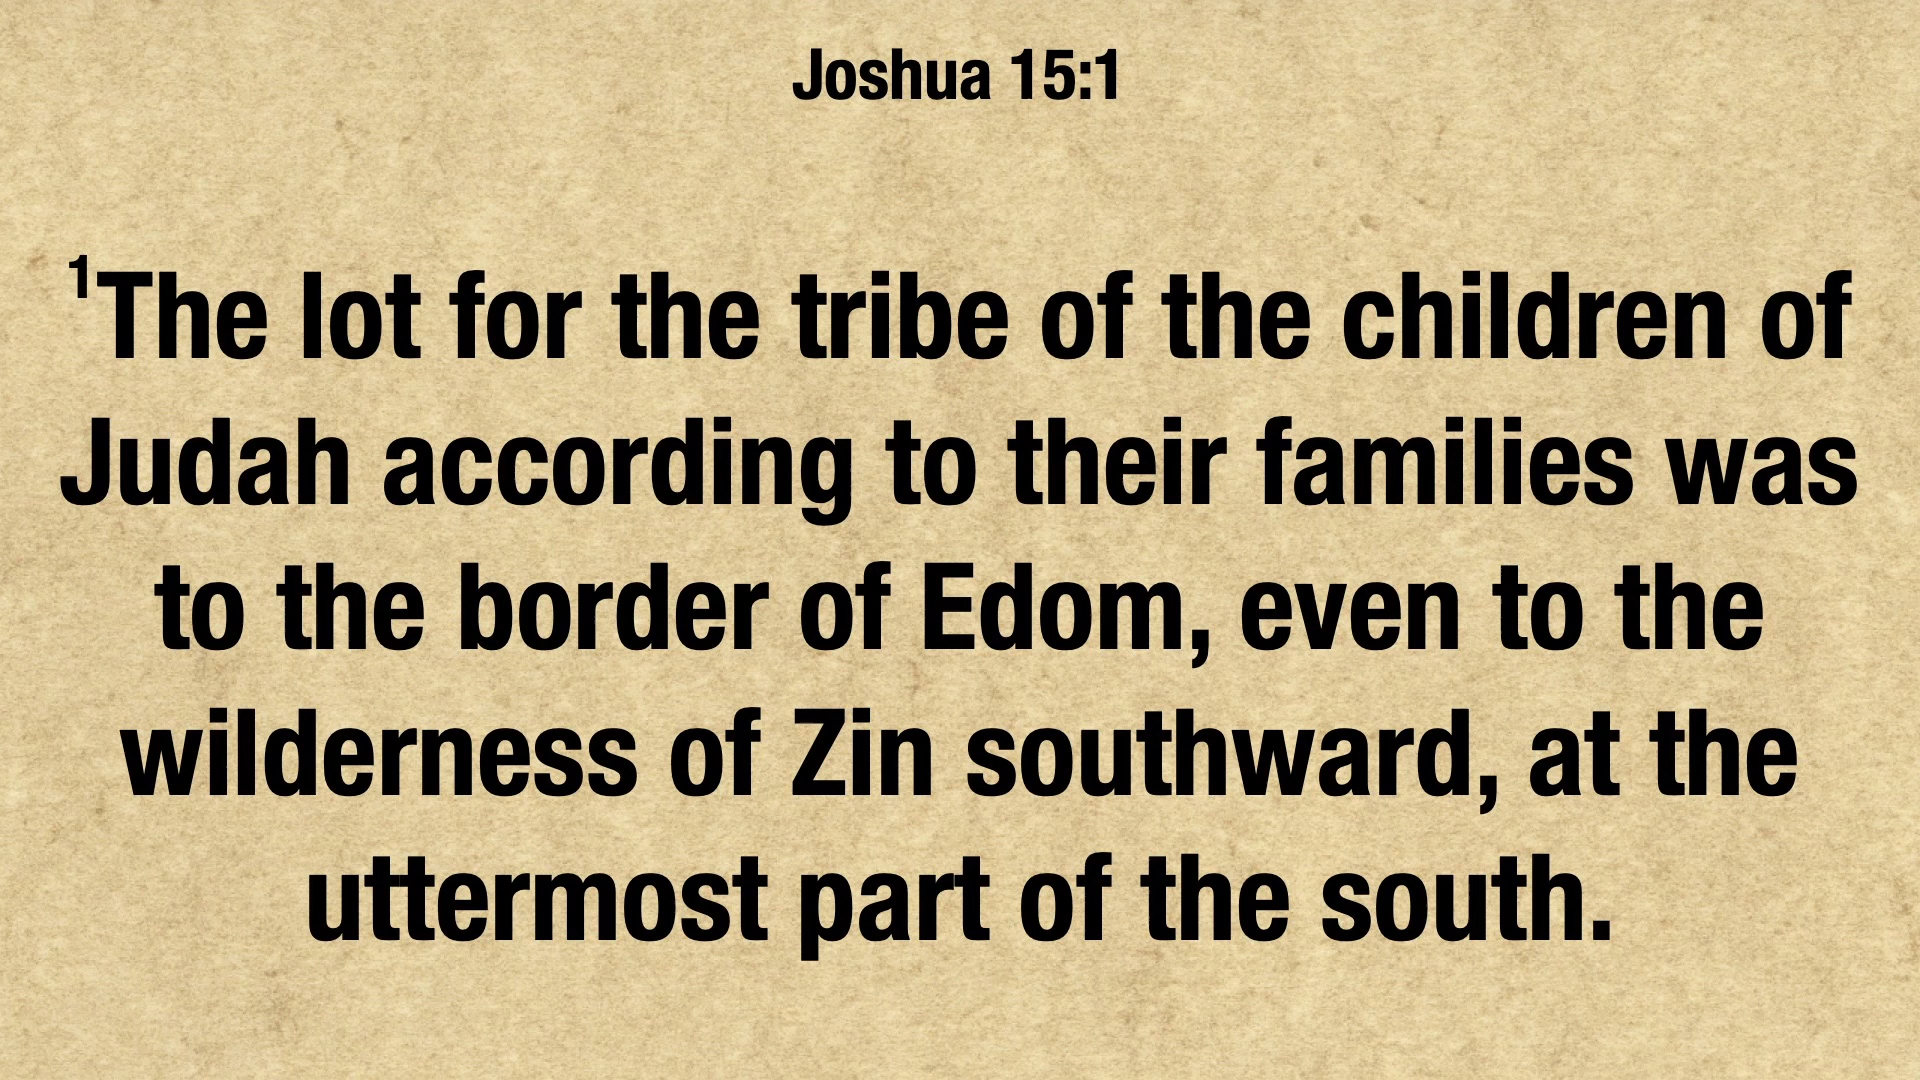 Joshua 15:1
¹The lot for the tribe of the children of
Judah according to their families was
to the border of Edom, even to the
wilderness of Zin southward, at the
uttermost part of the south.